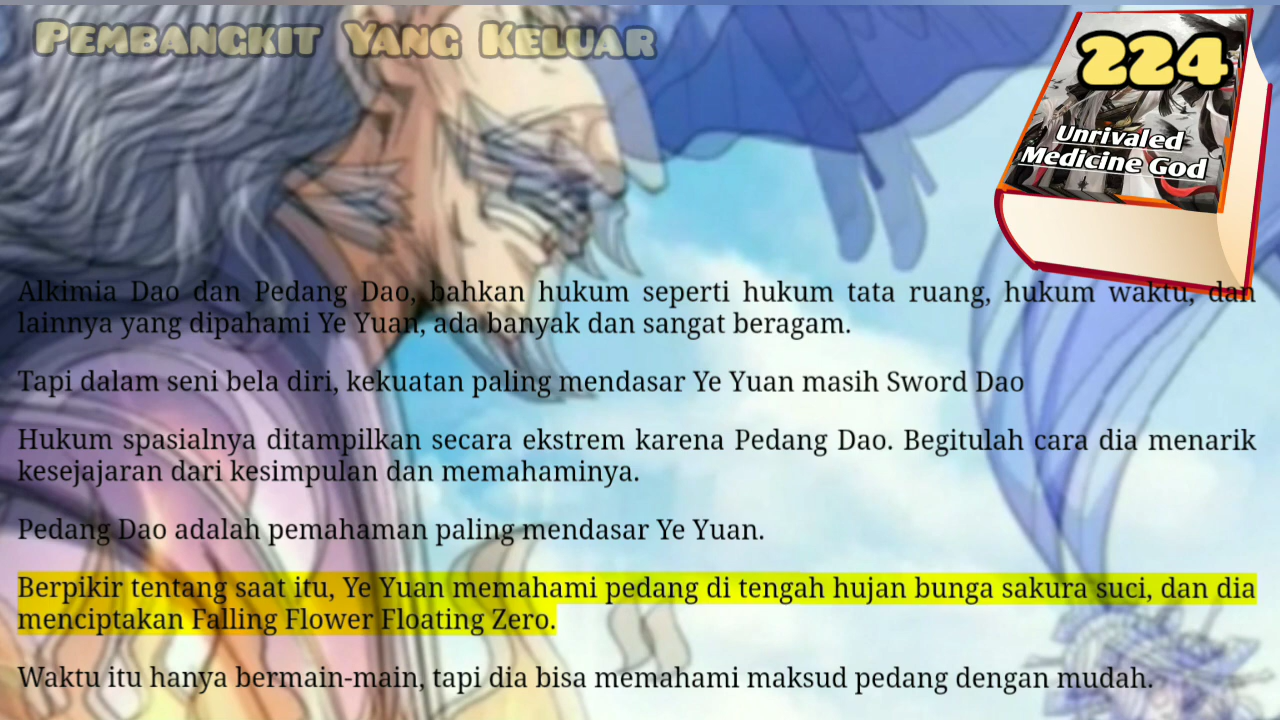 Pembangkit Yang Keluar
224
Unrivaled
Medicine God
Alkimia Dao dan Pedang Dao, bahkan hukum seperti hukum tata ruang, hukum waktu, dan
lainnya yang dipahami Ye Yuan, ada banyak dan sangat beragam.
Tapi dalam seni bela diri, kekuatan paling mendasar Ye Yuan masih Sword Dao
Hukum spasialnya ditampilkan secara ekstrem karena Pedang Dao. Begitulah cara dia menarik
kesejajaran dari kesimpulan dan memahaminya.
Pedang Dao adalah pemahaman paling mendasar Ye Yuan.
Berpikir tentang saat itu, Ye Yuan memahami pedang di tengah hujan bunga sakura suci, dan dia
menciptakan Falling Flower Floating Zero.
Waktu itu hanya bermain-main, tapi dia bisa memahami maksud pedang dengan mudah.